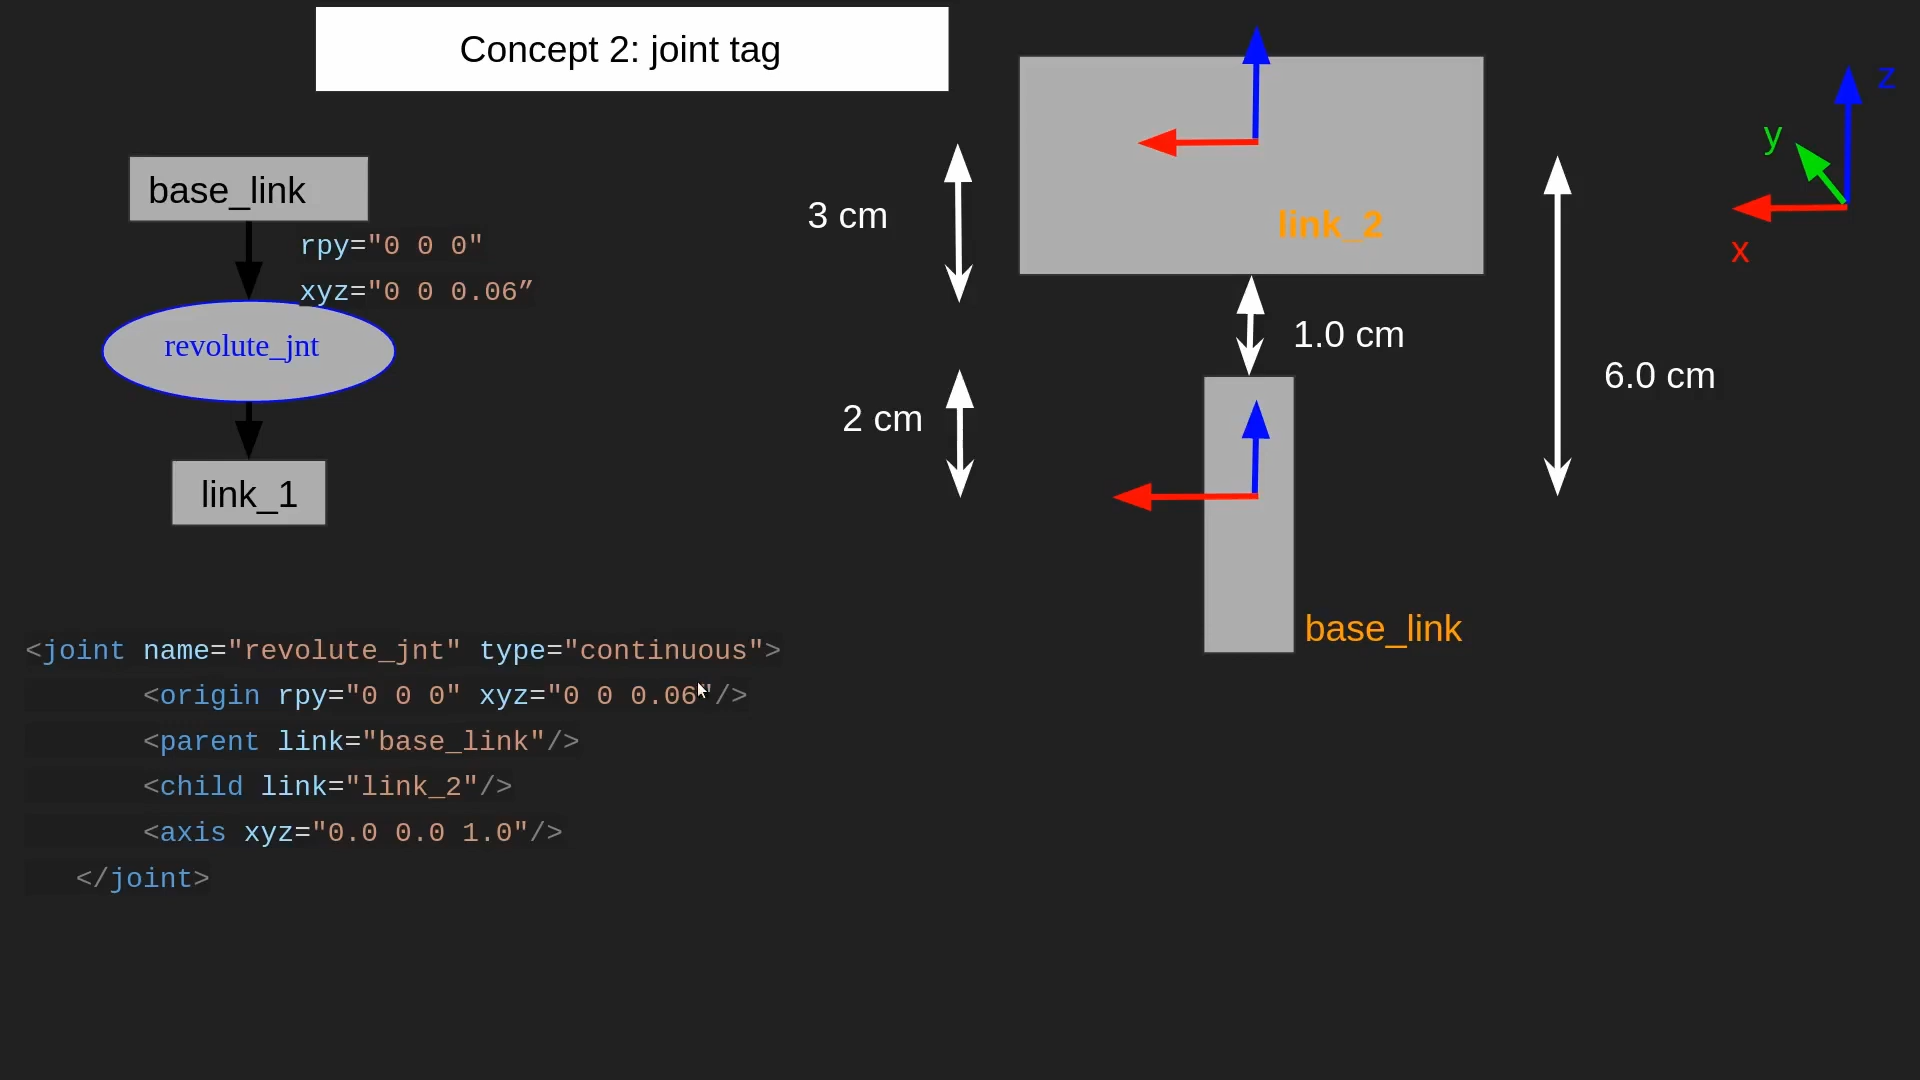 Concept 2: joint tag
base_link
rpy="0 0 0"
xyz="0 0 0.06”
revolute_jnt
link_1
<joint name="revolute_jnt" type="continuous">
<origin rpy="0 0 0" xyz="0 0 0.06"/>
<parent link="base_link"/>
<child link="link_2"/>
<axis xyz="0.0 0.0 1.0"/>
</joint>
3 cm
2 cm
link_2
1.0 cm
base_link
6.0 cm
z
y
x